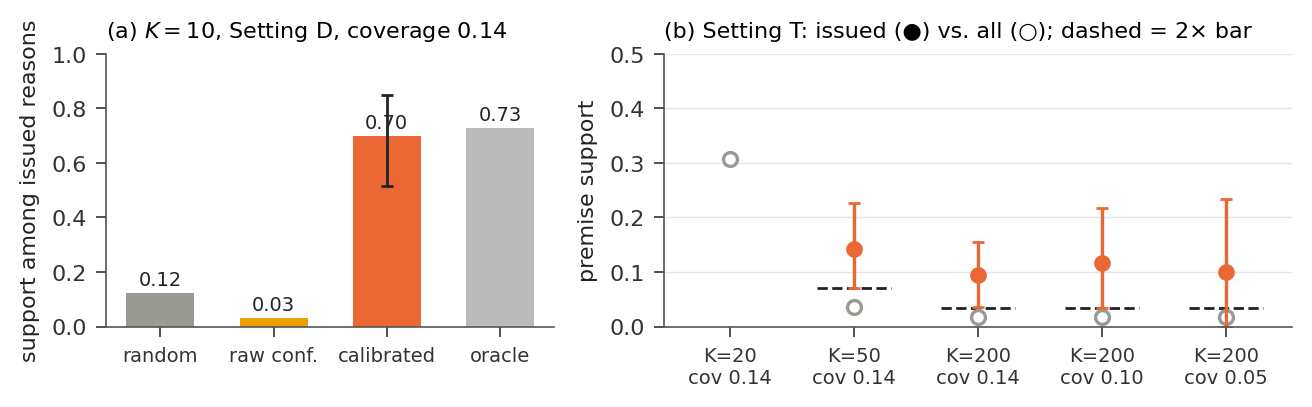 (a) K = 10, Setting D, coverage 0.14
support among issued reasons
1.0
0.8
0.6
0.4
0.2
0.0
0.12
0.03
0.70
0.73
random
raw conf.
calibrated
oracle
(b) Setting T: issued (●) vs. all (○); dashed = 2× bar
premise support
0.5
0.4
0.3
0.2
0.1
0.0
K=20
cov 0.14
K=50
cov 0.14
K=200
cov 0.14
K=200
cov 0.10
K=200
cov 0.05